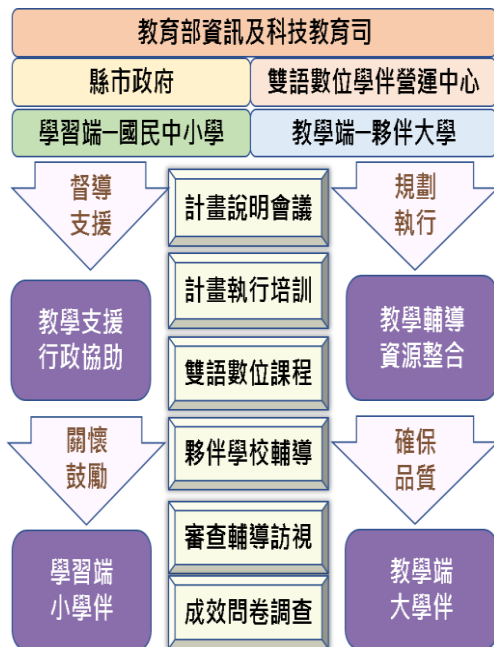 教育部資訊及科技教育司
縣市政府
雙語數位學伴營運中心
學習端–國民中小學
教學端–夥伴大學
督導
支援
計畫說明會議
規劃
執行
計畫執行培訓
教學支援
行政協助
教學輔導
資源整合
雙語數位課程
關懷
鼓勵
夥伴學校輔導
確保
品質
審查輔導訪視
學習端
小學伴
教學端
大學伴
成效問卷調查